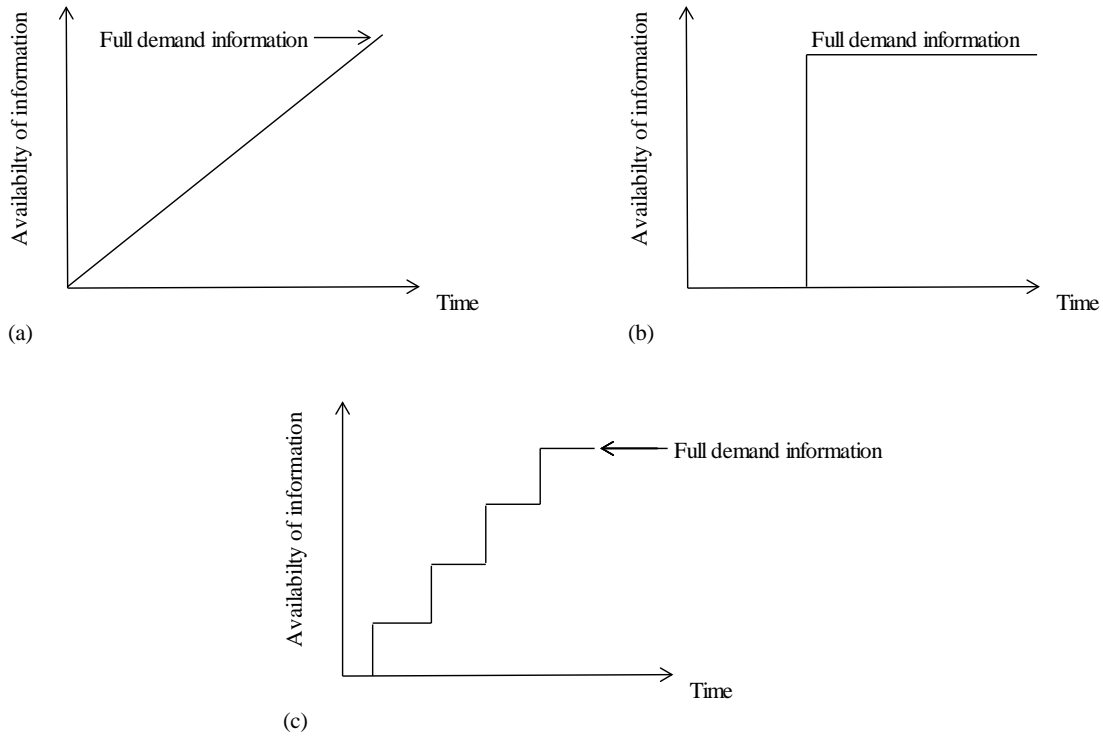 Full demand information
Availabilty of information
Time
(a)
Full demand information
Availabilty of information
Time
(b)
Full demand information
Availabilty of information
Time
(c)